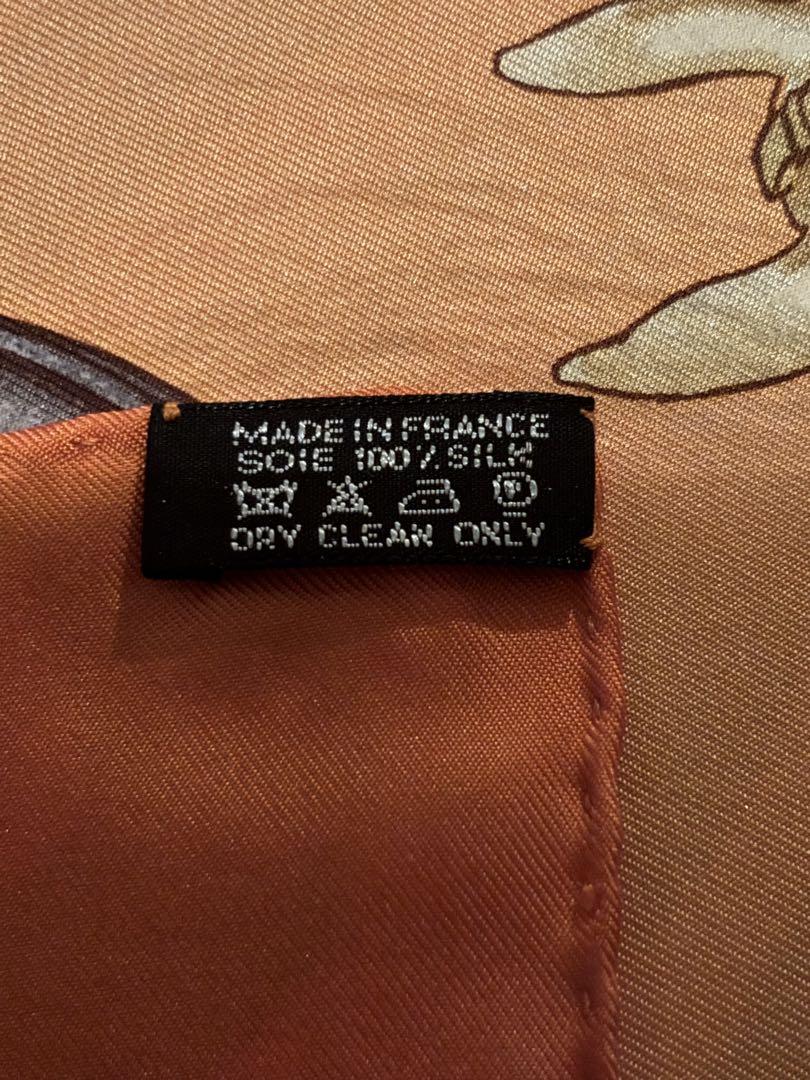 MADE IN FRANCE
SOIE 100% SILK
P
DRY CLEAN ONLY